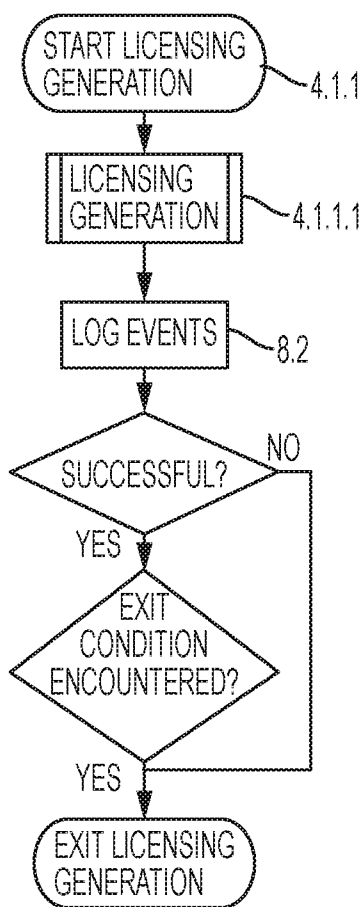 START LICENSING
GENERATION
4.1.1
LICENSING
GENERATION
4.1.1.1
LOG EVENTS
8.2
SUCCESSFUL?
NO
YES
EXIT
CONDITION
ENCOUNTERED?
YES
EXIT LICENSING
GENERATION